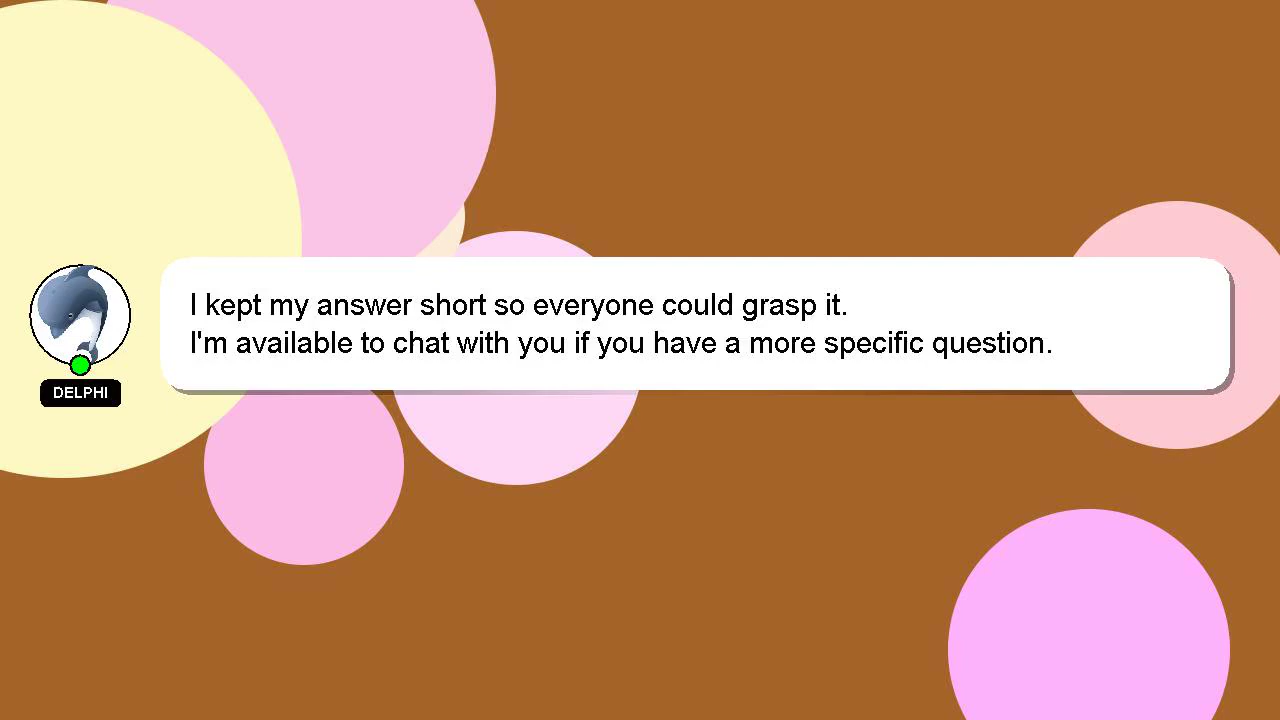 I kept my answer short so everyone could grasp it.
I'm available to chat with you if you have a more specific question.
DELPHI